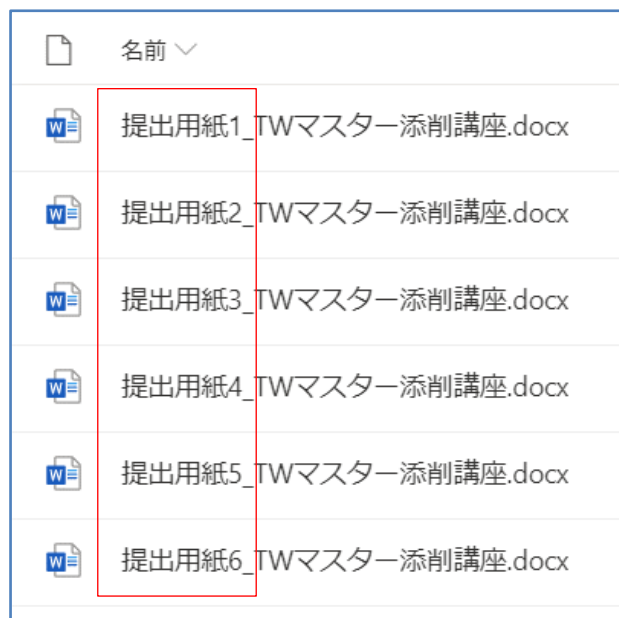 名前
提出用紙1_TWマスター添削講座.docx
提出用紙2_TWマスター添削講座.docx
提出用紙3_TWマスター添削講座.docx
提出用紙4_TWマスター添削講座.docx
提出用紙5_TWマスター添削講座.docx
提出用紙6_TWマスター添削講座.docx